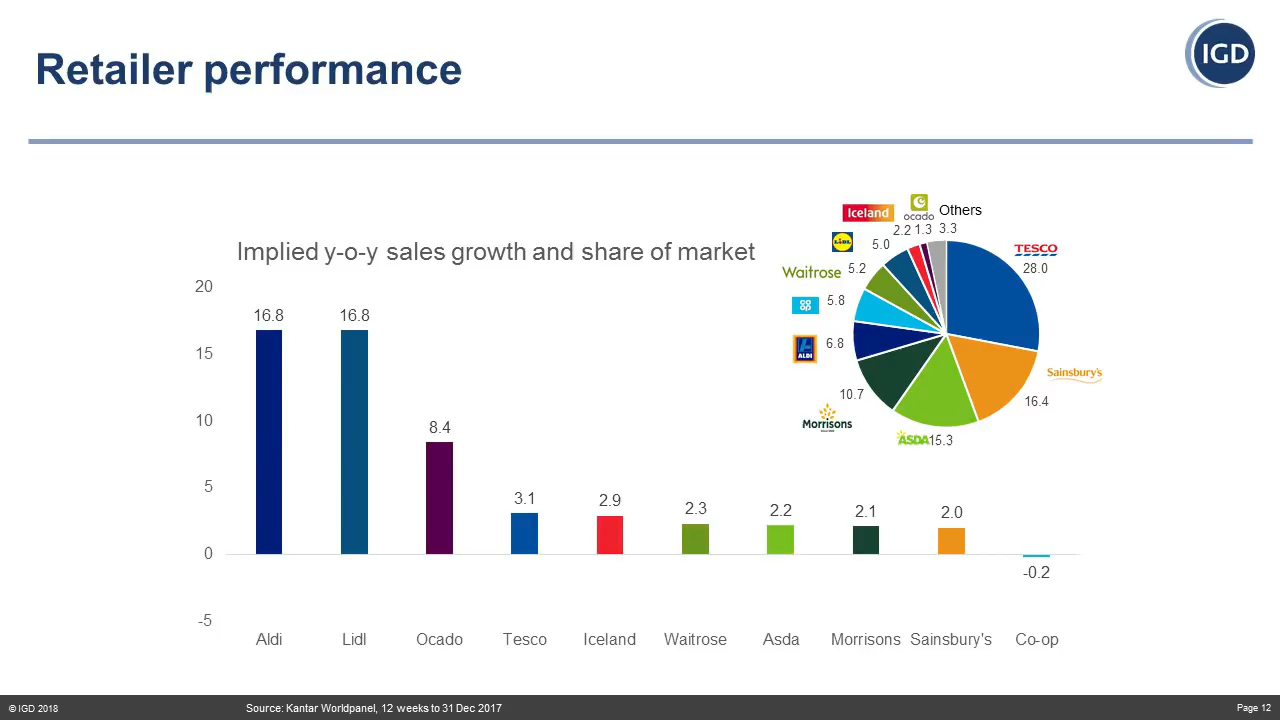 Retailer performance
IGD
Implied y-o-y sales growth and share of market
20
15
10
5
0
-5
16.8
16.8
8.4
3.1
2.9
2.3
2.2
2.1
2.0
-0.2
Aldi Lidl Ocado Tesco Iceland Waitrose Asda Morrisons Sainsbury's Co-op
Iceland
2.2
ocado
1.3
Others
3.3
TESCO
28.0
Sainsbury's
16.4
ASDA 15.3
Morrisons
10.7
ALDI
6.8
co
op
5.8
Waitrose 5.2
LIDL
5.0
© IGD 2018
Source: Kantar Worldpanel, 12 weeks to 31 Dec 2017
Page 12